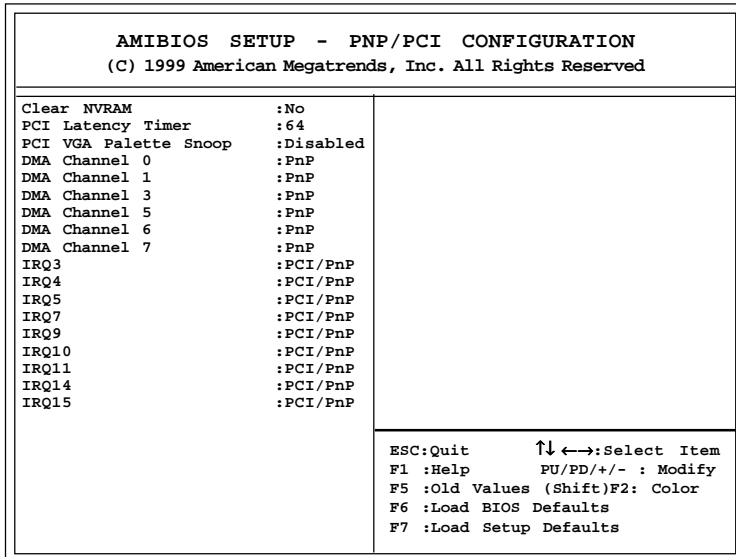 AMIBIOS SETUP - PNP/PCI CONFIGURATION
(C) 1999 American Megatrends, Inc. All Rights Reserved
Clear NVRAM :No
PCI Latency Timer :64
PCI VGA Palette Snoop :Disabled
DMA Channel 0 :PnP
DMA Channel 1 :PnP
DMA Channel 3 :PnP
DMA Channel 5 :PnP
DMA Channel 6 :PnP
DMA Channel 7 :PnP
IRQ3 :PCI/PnP
IRQ4 :PCI/PnP
IRQ5 :PCI/PnP
IRQ7 :PCI/PnP
IRQ9 :PCI/PnP
IRQ10 :PCI/PnP
IRQ11 :PCI/PnP
IRQ14 :PCI/PnP
IRQ15 :PCI/PnP
ESC:Quit ↑↓ ←→:Select Item
F1 :Help PU/PD/+/- : Modify
F5 :Old Values (Shift)F2: Color
F6 :Load BIOS Defaults
F7 :Load Setup Defaults